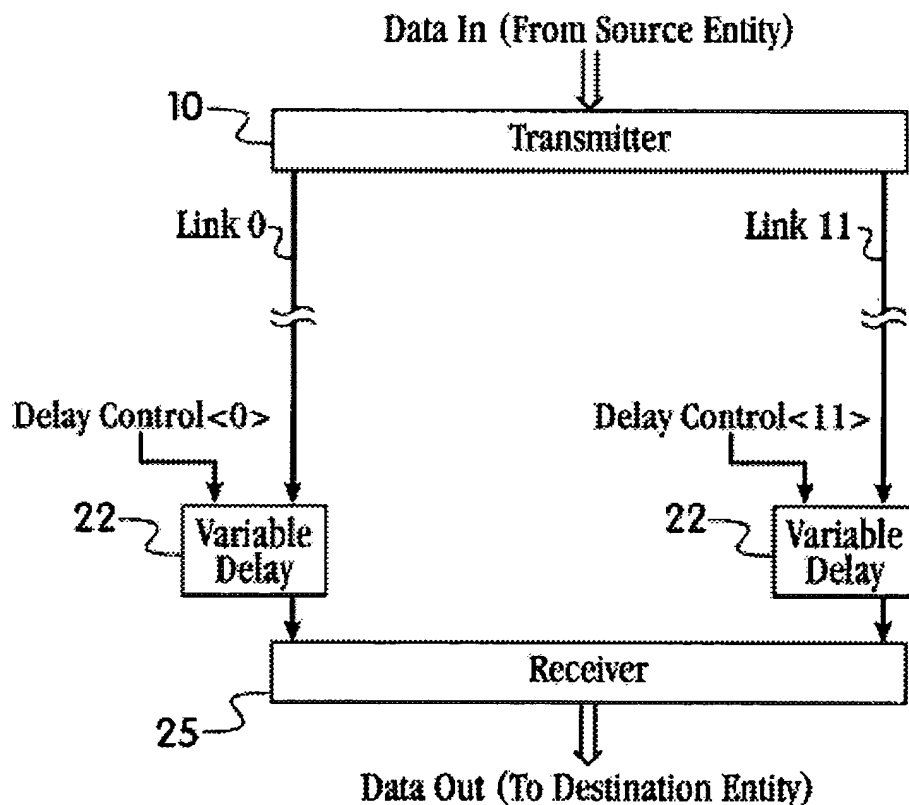 Data In (From Source Entity)
10
Transmitter
Link 0
Link 11
Delay Control<0>
Delay Control<11>
22
Variable
Delay
22
Variable
Delay
Receiver
25
Data Out (To Destination Entity)